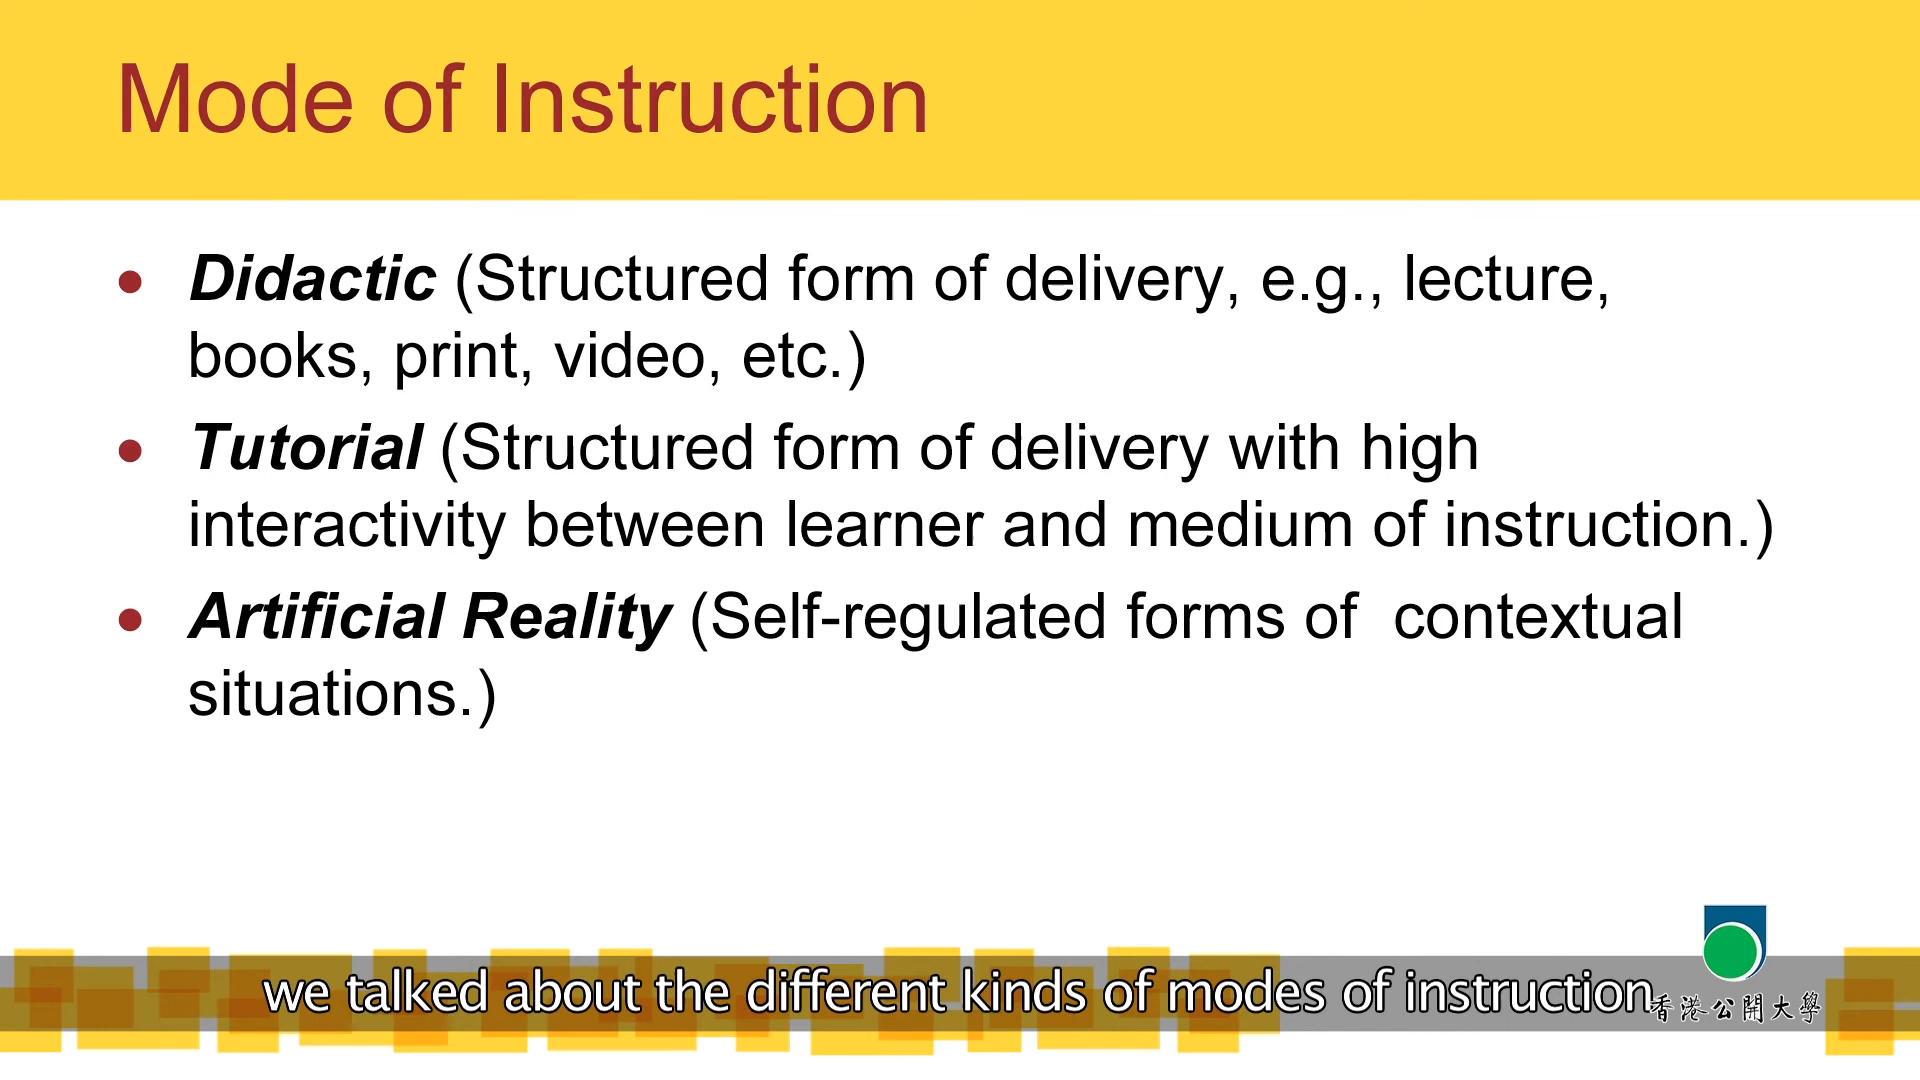 Mode of Instruction
• Didactic (Structured form of delivery, e.g., lecture,
books, print, video, etc.)
• Tutorial (Structured form of delivery with high
interactivity between learner and medium of instruction.)
• Artificial Reality (Self-regulated forms of  contextual
situations.)
we talked about the different kinds of modes of instruction
香港公開大學